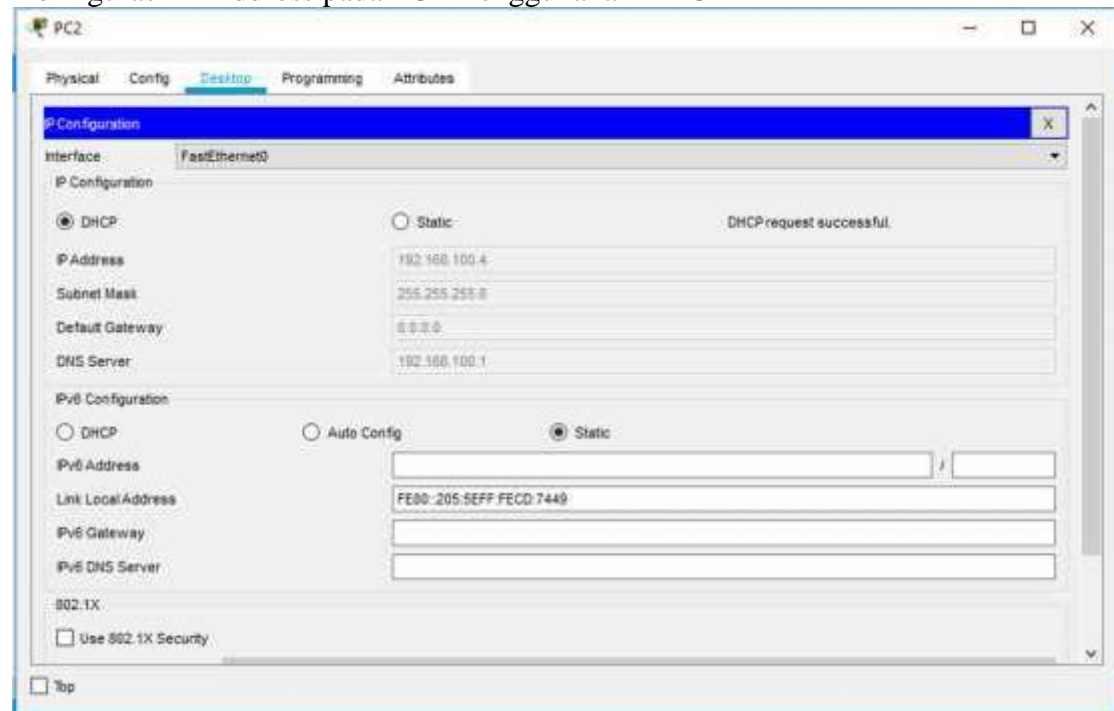 PC2
Physical Config Desktop Programming Attributes
IP Configuration X
Interface FastEthernet0
IP Configuration
DHCP Static DHCP request successful.
IP Address 192.168.100.4
Subnet Mask 255.255.255.0
Default Gateway 0.0.0.0
DNS Server 192.168.100.1
IPv6 Configuration
DHCP Auto Config Static
IPv6 Address /
Link Local Address FE80::205:5EFF:FECD:7449
IPv6 Gateway
IPv6 DNS Server
802.1X
Use 802.1X Security
Top